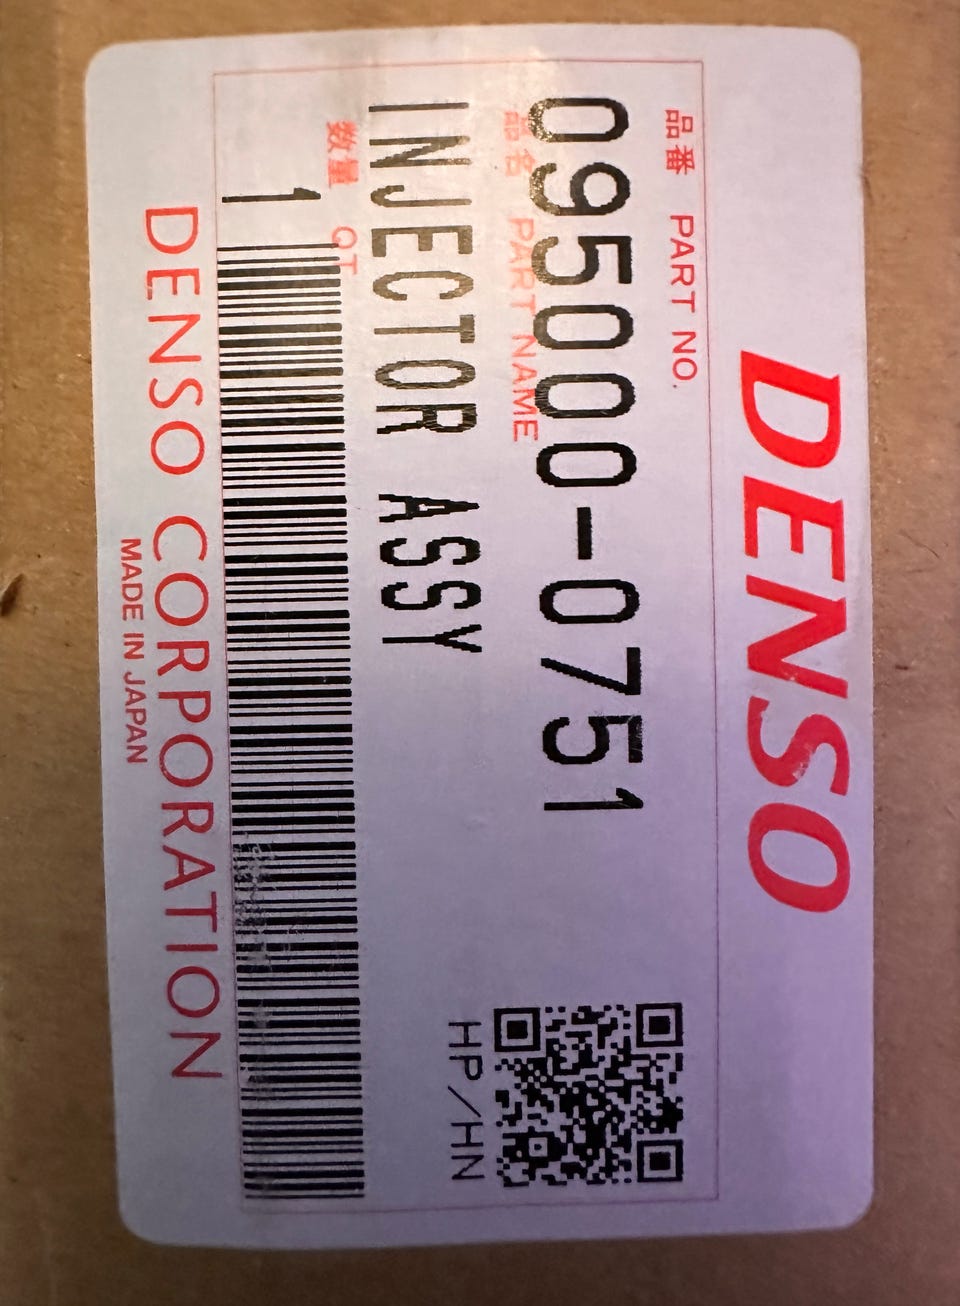 DENSO
品番 PART NO.
095000-0751
品名 PART NAME
INJECTOR ASSY
HP/HN
数量 Q'T
1
DENSO CORPORATION
MADE IN JAPAN